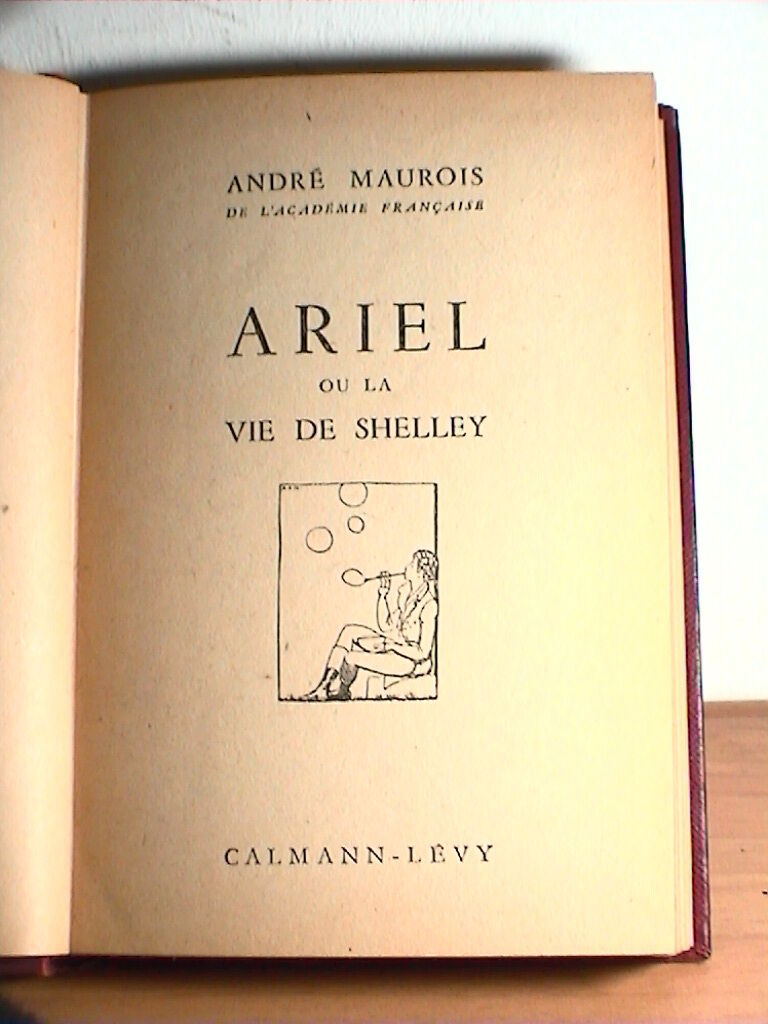 ANDRÉ MAUROIS
DE L'ACADÉMIE FRANÇAISE
ARIEL
OU LA
VIE DE SHELLEY
CALMANN-LÉVY